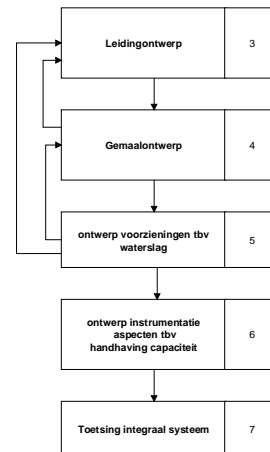 Leidingontwerp 3
Gemaalontwerp 4
ontwerp voorzieningen tbv
waterslag 5
ontwerp instrumentatie
aspecten tbv 6
handhaving capaciteit
Toetsing integraal systeem 7